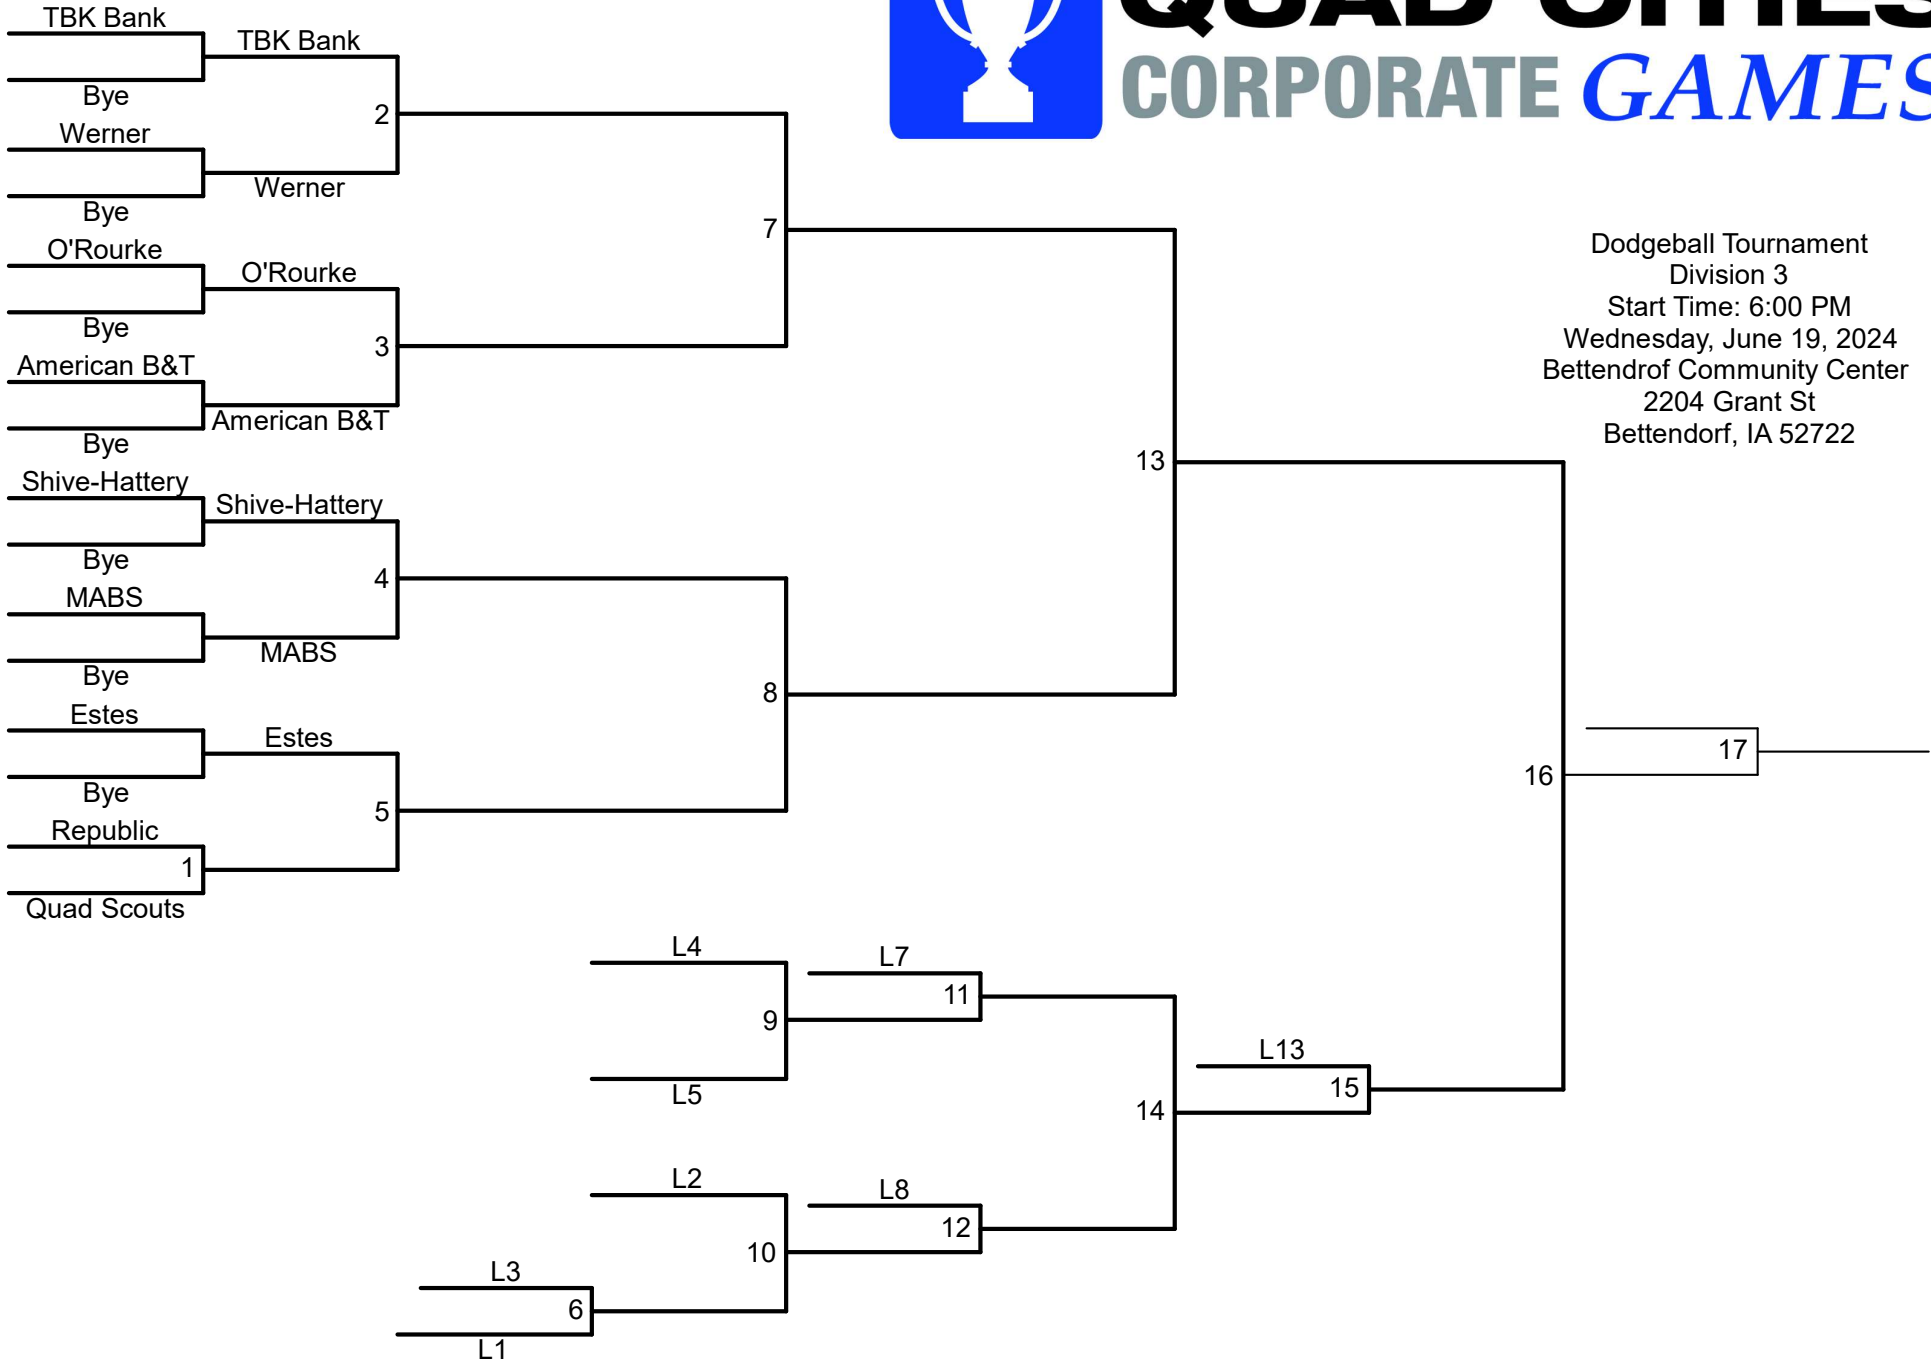 QUAD CITIES
CORPORATE GAMES
TBK Bank
TBK Bank
Bye
2
Werner
Werner
Bye
7
O'Rourke
O'Rourke
Bye
3
American B&T
American B&T
Bye
13
Shive-Hattery
Shive-Hattery
Bye
4
MABS
MABS
Bye
8
Estes
Estes
Bye
5
Republic
1
Quad Scouts
Dodgeball Tournament
Division 3
Start Time: 6:00 PM
Wednesday, June 19, 2024
Bettendrof Community Center
2204 Grant St
Bettendorf, IA 52722
16
17
L4
L7
11
9
L5
L13
15
14
L2
L8
12
10
L3
6
L1